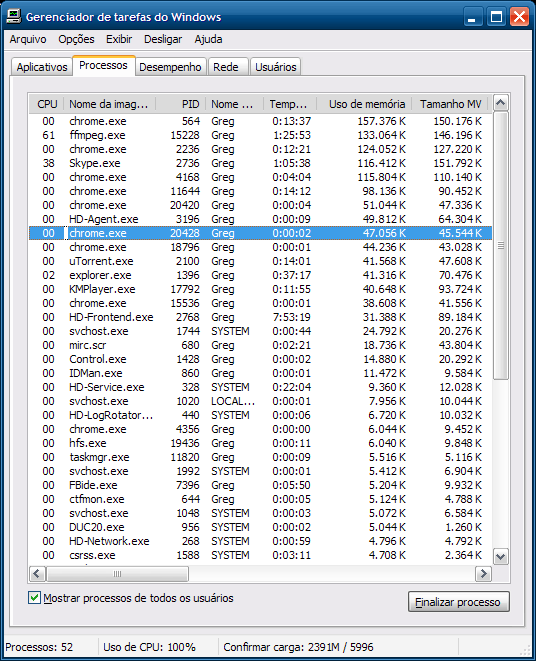 Gerenciador de tarefas do Windows
Arquivo Opções Exibir Desligar Ajuda
Aplicativos Processos Desempenho Rede Usuários
CPU Nome da imag... PID Nome ... Temp... Uso de memória Tamanho MV
00 chrome.exe 564 Greg 0:13:37 157.376 K 150.176 K
61 ffmpeg.exe 15228 Greg 1:25:53 133.064 K 146.196 K
00 chrome.exe 2236 Greg 0:12:21 124.052 K 127.220 K
38 Skype.exe 2736 Greg 1:05:38 116.412 K 151.792 K
00 chrome.exe 4168 Greg 0:04:04 115.804 K 110.140 K
00 chrome.exe 11644 Greg 0:14:12 98.136 K 90.452 K
00 chrome.exe 20420 Greg 0:00:04 51.044 K 47.336 K
00 HD-Agent.exe 3196 Greg 0:00:09 49.812 K 64.304 K
00 chrome.exe 20428 Greg 0:00:02 47.056 K 45.544 K
00 chrome.exe 18796 Greg 0:00:01 44.236 K 43.028 K
00 uTorrent.exe 2100 Greg 0:14:01 41.568 K 47.608 K
02 explorer.exe 1396 Greg 0:37:17 41.316 K 70.476 K
00 KMPlayer.exe 17792 Greg 0:11:55 40.648 K 93.724 K
00 chrome.exe 15536 Greg 0:00:01 38.608 K 41.556 K
00 HD-Frontend.exe 2768 Greg 7:53:19 31.388 K 89.184 K
00 svchost.exe 1744 SYSTEM 0:00:44 24.792 K 20.276 K
00 mirc.scr 680 Greg 0:02:21 18.736 K 43.804 K
00 Control.exe 1428 Greg 0:00:02 14.880 K 20.292 K
00 IDMan.exe 860 Greg 0:00:01 11.472 K 9.584 K
00 HD-Service.exe 328 SYSTEM 0:22:04 9.360 K 12.028 K
00 svchost.exe 1020 LOCAL... 0:00:01 7.956 K 10.044 K
00 HD-LogRotator... 440 SYSTEM 0:00:06 6.720 K 10.032 K
00 chrome.exe 4356 Greg 0:00:00 6.044 K 9.452 K
00 hfs.exe 19436 Greg 0:00:11 6.040 K 9.848 K
00 taskmgr.exe 11820 Greg 0:00:09 5.516 K 5.116 K
00 svchost.exe 1992 SYSTEM 0:00:01 5.412 K 6.904 K
00 FBide.exe 7396 Greg 0:05:50 5.204 K 9.932 K
00 ctfmon.exe 644 Greg 0:00:05 5.124 K 4.788 K
00 svchost.exe 1048 SYSTEM 0:00:03 5.072 K 6.584 K
00 DUC20.exe 956 SYSTEM 0:00:02 5.044 K 1.260 K
00 HD-Network.exe 268 SYSTEM 0:00:59 4.796 K 4.792 K
00 csrss.exe 1588 SYSTEM 0:03:11 4.708 K 2.364 K
Mostrar processos de todos os usuários Finalizar processo
Processos: 52 Uso de CPU: 100% Confirmar carga: 2391M / 5996